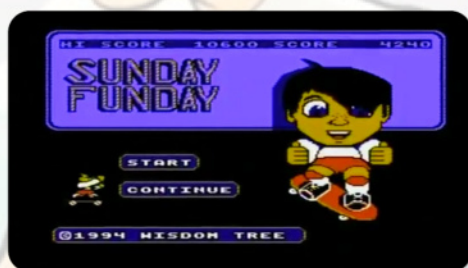 HI SCORE 10600 SCORE 4240
SUNDAY
FUNDAY
START
CONTINUE
©1994 WISDOM TREE